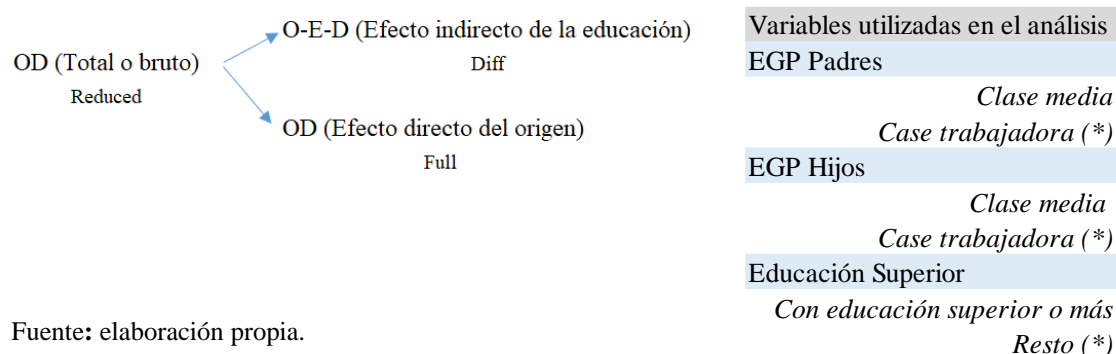 O-E-D (Efecto indirecto de la educación)
Diff
OD (Total o bruto)
Reduced
OD (Efecto directo del origen)
Full
Variables utilizadas en el análisis
EGP Padres
Clase media
Case trabajadora (*)
EGP Hijos
Clase media
Case trabajadora (*)
Educación Superior
Con educación superior o más
Resto (*)
Fuente: elaboración propia.